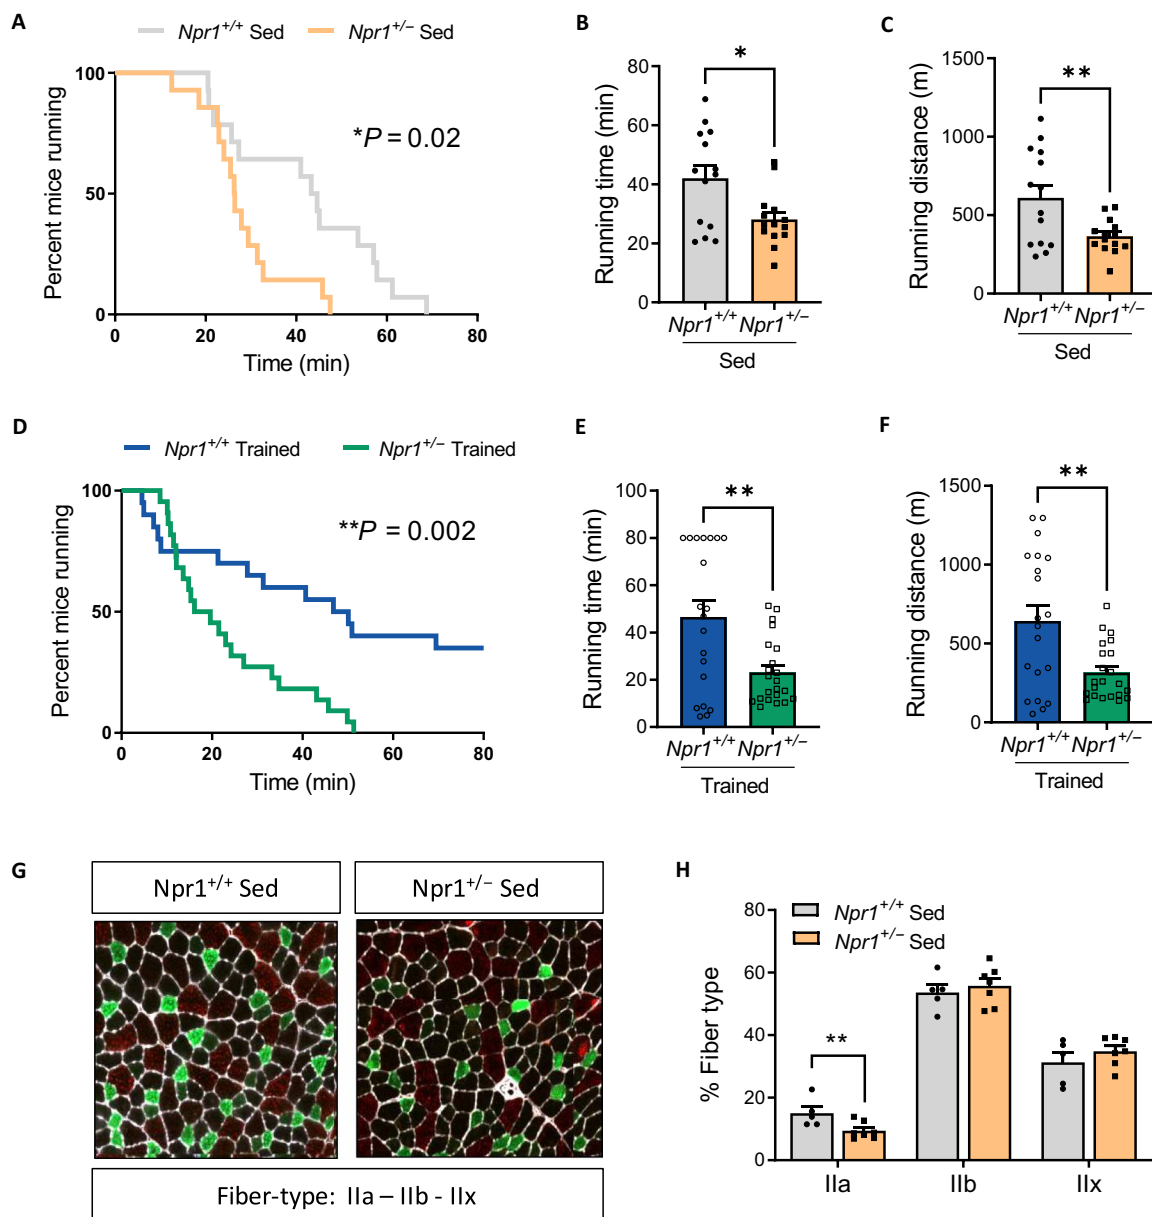 A
Npr1+/+ Sed
Npr1+/− Sed
Percent mice running
100
50
0
*P = 0.02
0 20 40 60 80
Time (min)
B
Running time (min)
80
60
40
20
0
*
Npr1+/+ Npr1+/−
Sed
C
Running distance (m)
1500
1000
500
0
**
Npr1+/+ Npr1+/−
Sed
D
Npr1+/+ Trained
Npr1+/− Trained
Percent mice running
100
50
0
**P = 0.002
0 20 40 60 80
Time (min)
E
Running time (min)
100
80
60
40
20
0
**
Npr1+/+ Npr1+/−
Trained
F
Running distance (m)
1500
1000
500
0
**
Npr1+/+ Npr1+/−
Trained
G
Npr1+/+ Sed
Npr1+/− Sed
Fiber-type: IIa – IIb - IIx
H
Npr1+/+ Sed
Npr1+/− Sed
% Fiber type
80
60
40
20
0
**
IIa IIb IIx